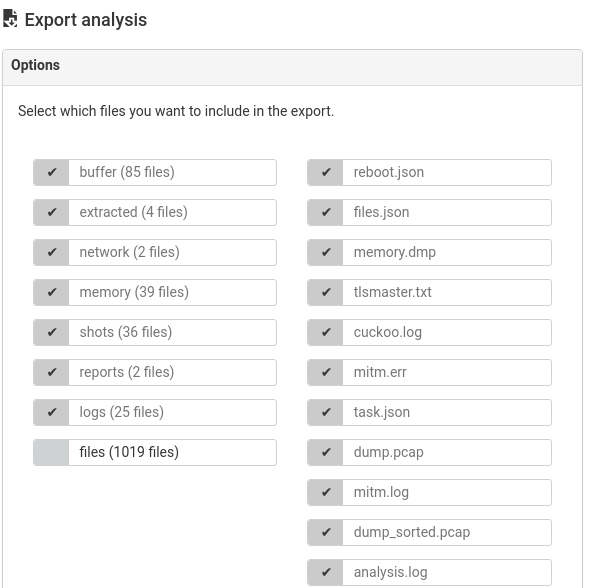 Export analysis
Options
Select which files you want to include in the export.
✔ buffer (85 files)
✔ extracted (4 files)
✔ network (2 files)
✔ memory (39 files)
✔ shots (36 files)
✔ reports (2 files)
✔ logs (25 files)
files (1019 files)
✔ reboot.json
✔ files.json
✔ memory.dmp
✔ tlsmaster.txt
✔ cuckoo.log
✔ mitm.err
✔ task.json
✔ dump.pcap
✔ mitm.log
✔ dump_sorted.pcap
✔ analysis.log